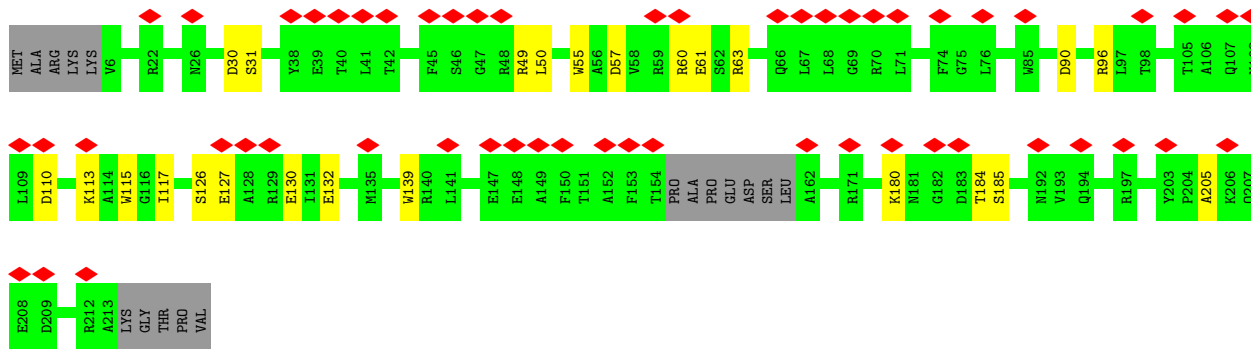 MET ALA ARG LYS LYS V6 R22 N26 D30 S31 Y38 E39 T40 L41 T42 F45 S46 G47 R48 R49 L50 W55 A56 D57 V58 R59 R60 E61 S62 R63 Q66 L67 L68 G69 R70 L71 F74 G75 L76 W85 D90 R96 L97 T98 T105 A106 Q107
L109 D110 K113 A114 W115 G116 I117 S126 E127 A128 R129 E130 I131 E132 M135 W139 R140 L141 E147 E148 A149 F150 T151 A152 F153 T154 PRO ALA PRO GLU ASP SER LEU A162 R171 K180 N181 G182 D183 T184 S185 N192 V193 Q194 R197 Y203 P204 A205 K206
E208 D209 R212 A213 LYS GLY THR PRO VAL